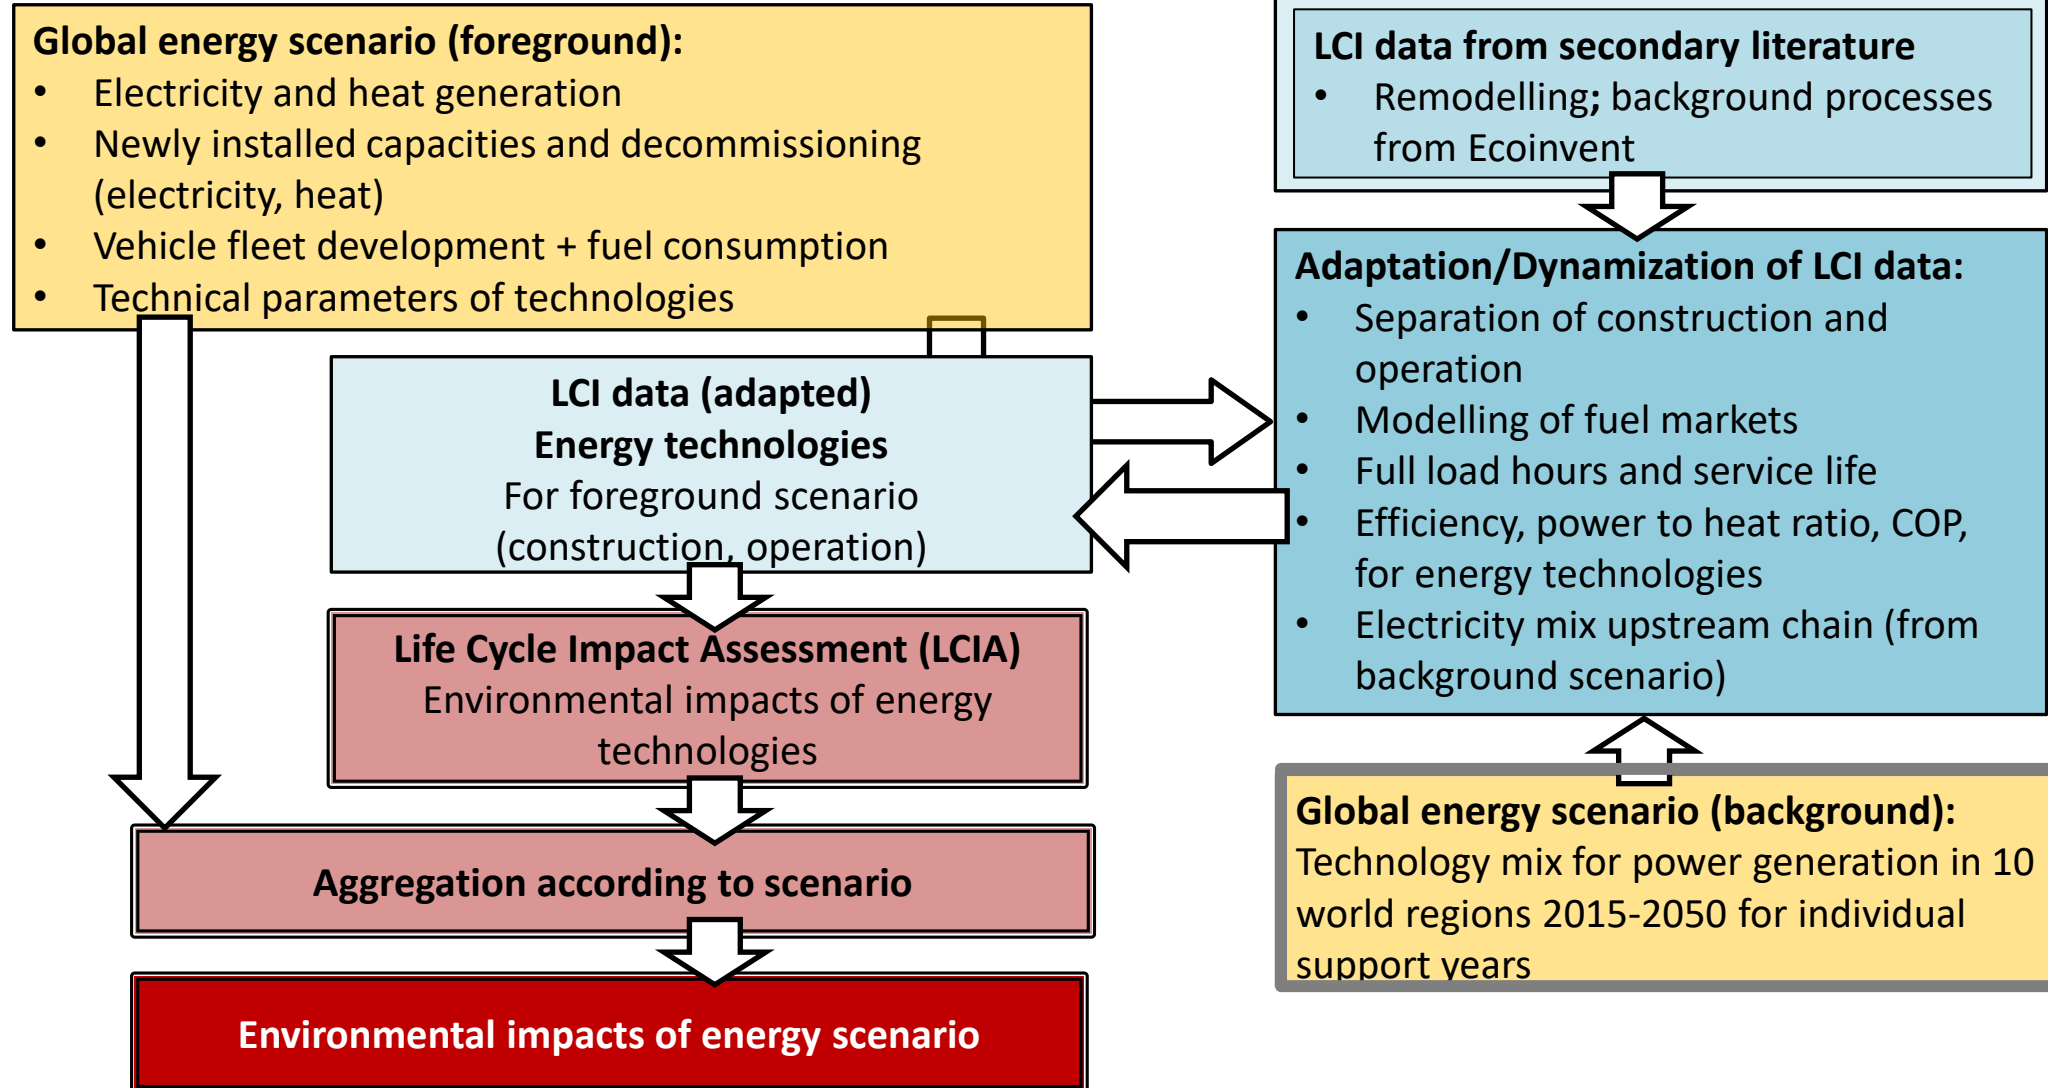 Global energy scenario (foreground):
• Electricity and heat generation
• Newly installed capacities and decommissioning
(electricity, heat)
• Vehicle fleet development + fuel consumption
• Technical parameters of technologies
LCI data from secondary literature
• Remodelling; background processes
from Ecoinvent
Adaptation/Dynamization of LCI data:
• Separation of construction and
operation
• Modelling of fuel markets
• Full load hours and service life
• Efficiency, power to heat ratio, COP,
for energy technologies
• Electricity mix upstream chain (from
background scenario)
LCI data (adapted)
Energy technologies
For foreground scenario
(construction, operation)
Life Cycle Impact Assessment (LCIA)
Environmental impacts of energy
technologies
Global energy scenario (background):
Technology mix for power generation in 10
world regions 2015-2050 for individual
support years
Aggregation according to scenario
Environmental impacts of energy scenario